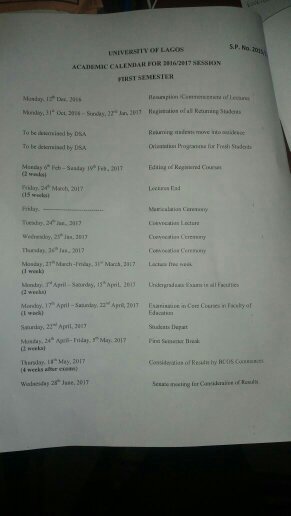 UNIVERSITY OF LAGOS
S.P. No. 2015
ACADEMIC CALENDAR FOR 2016/2017 SESSION
FIRST SEMESTER
Monday, 12th Dec, 2016 Resumption /Commencement of Lectures
Monday, 31st Oct, 2016 – Sunday, 22nd Jan, 2017 Registration of all Returning Students
To be determined by DSA Returning students move into residence
To be determined by DSA Orientation Programme for Fresh Students
Monday 6th Feb – Sunday 19th Feb., 2017 Editing of Registered Courses
(2 weeks)
Friday, 24th March, 2017 Lectures End
(15 weeks)
Friday, ---------------------- Matriculation Ceremony
Tuesday, 24th Jan., 2017 Convocation Lecture
Wednesday, 25th Jan, 2017 Convocation Ceremony
Thursday, 26th Jan., 2017 Convocation Ceremony
Monday, 27th March -Friday, 31st March, 2017 Lecture free week
(1 week)
Monday, 3rd April – Saturday, 15th April, 2017 Undergraduate Exams in all Faculties
(2 weeks)
Monday, 17th April – Saturday, 22nd April, 2017 Examination in Core Courses in Faculty of
(1 week) Education
Saturday, 22nd April, 2017 Students Depart
Monday, 24th April– Friday, 5th May, 2017 First Semester Break
(2 weeks)
Thursday, 18th May, 2017 Consideration of Results by BCOS Commences
(4 weeks after exams)
Wednesday 28th June, 2017 Senate meeting for Consideration of Results